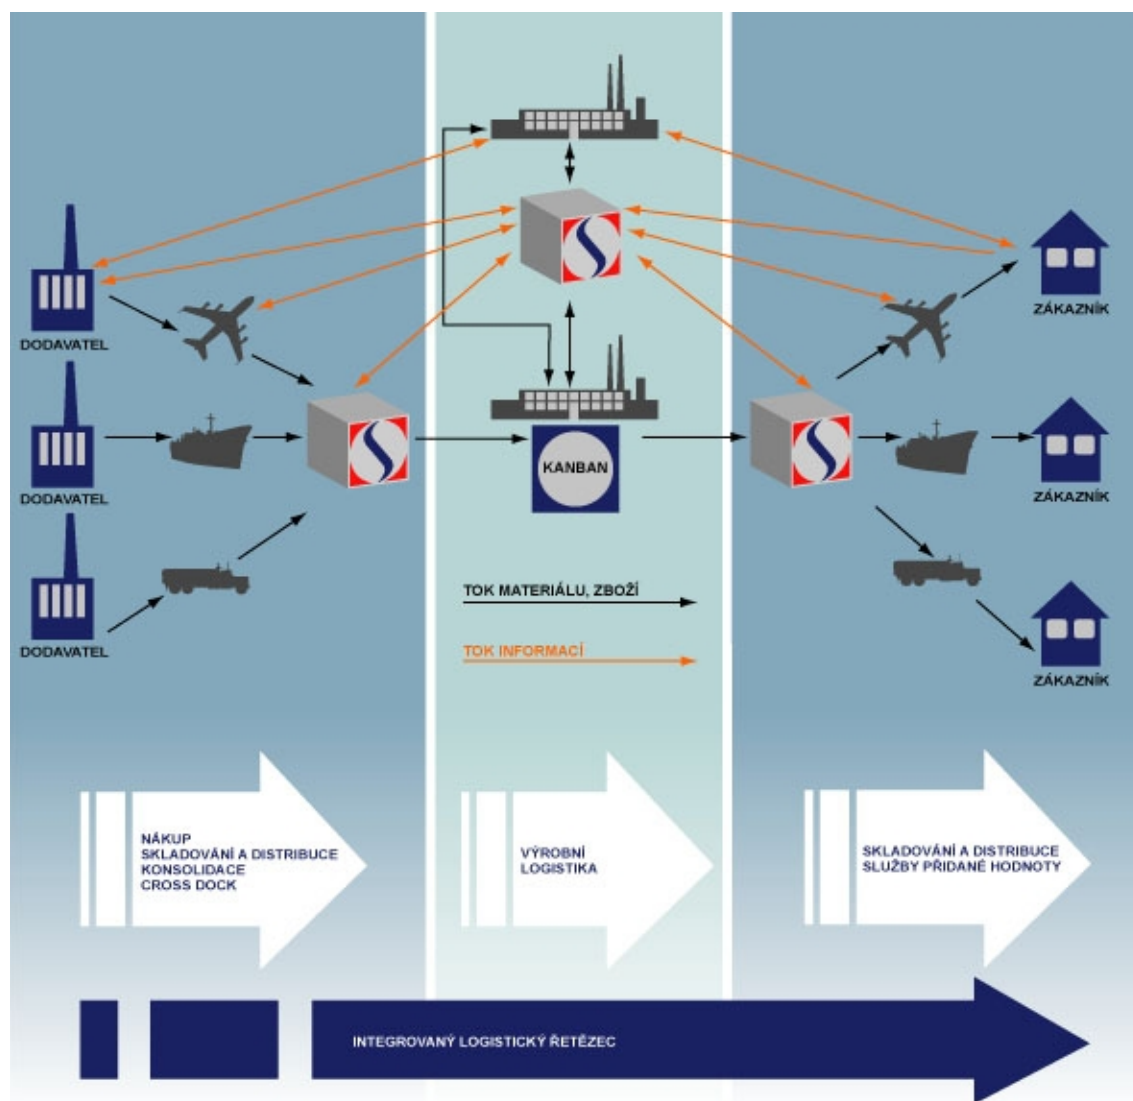 DODAVATEL
ZÁKAZNÍK
DODAVATEL
KANBAN
ZÁKAZNÍK
DODAVATEL
TOK MATERIÁLU, ZBOŽÍ
TOK INFORMACÍ
ZÁKAZNÍK
NÁKUP
SKLADOVÁNÍ A DISTRIBUCE
KONSOLIDACE
CROSS DOCK
VÝROBNÍ
LOGISTIKA
SKLADOVÁNÍ A DISTRIBUCE
SLUŽBY PŘIDANÉ HODNOTY
INTEGROVANÝ LOGISTICKÝ ŘETĚZEC